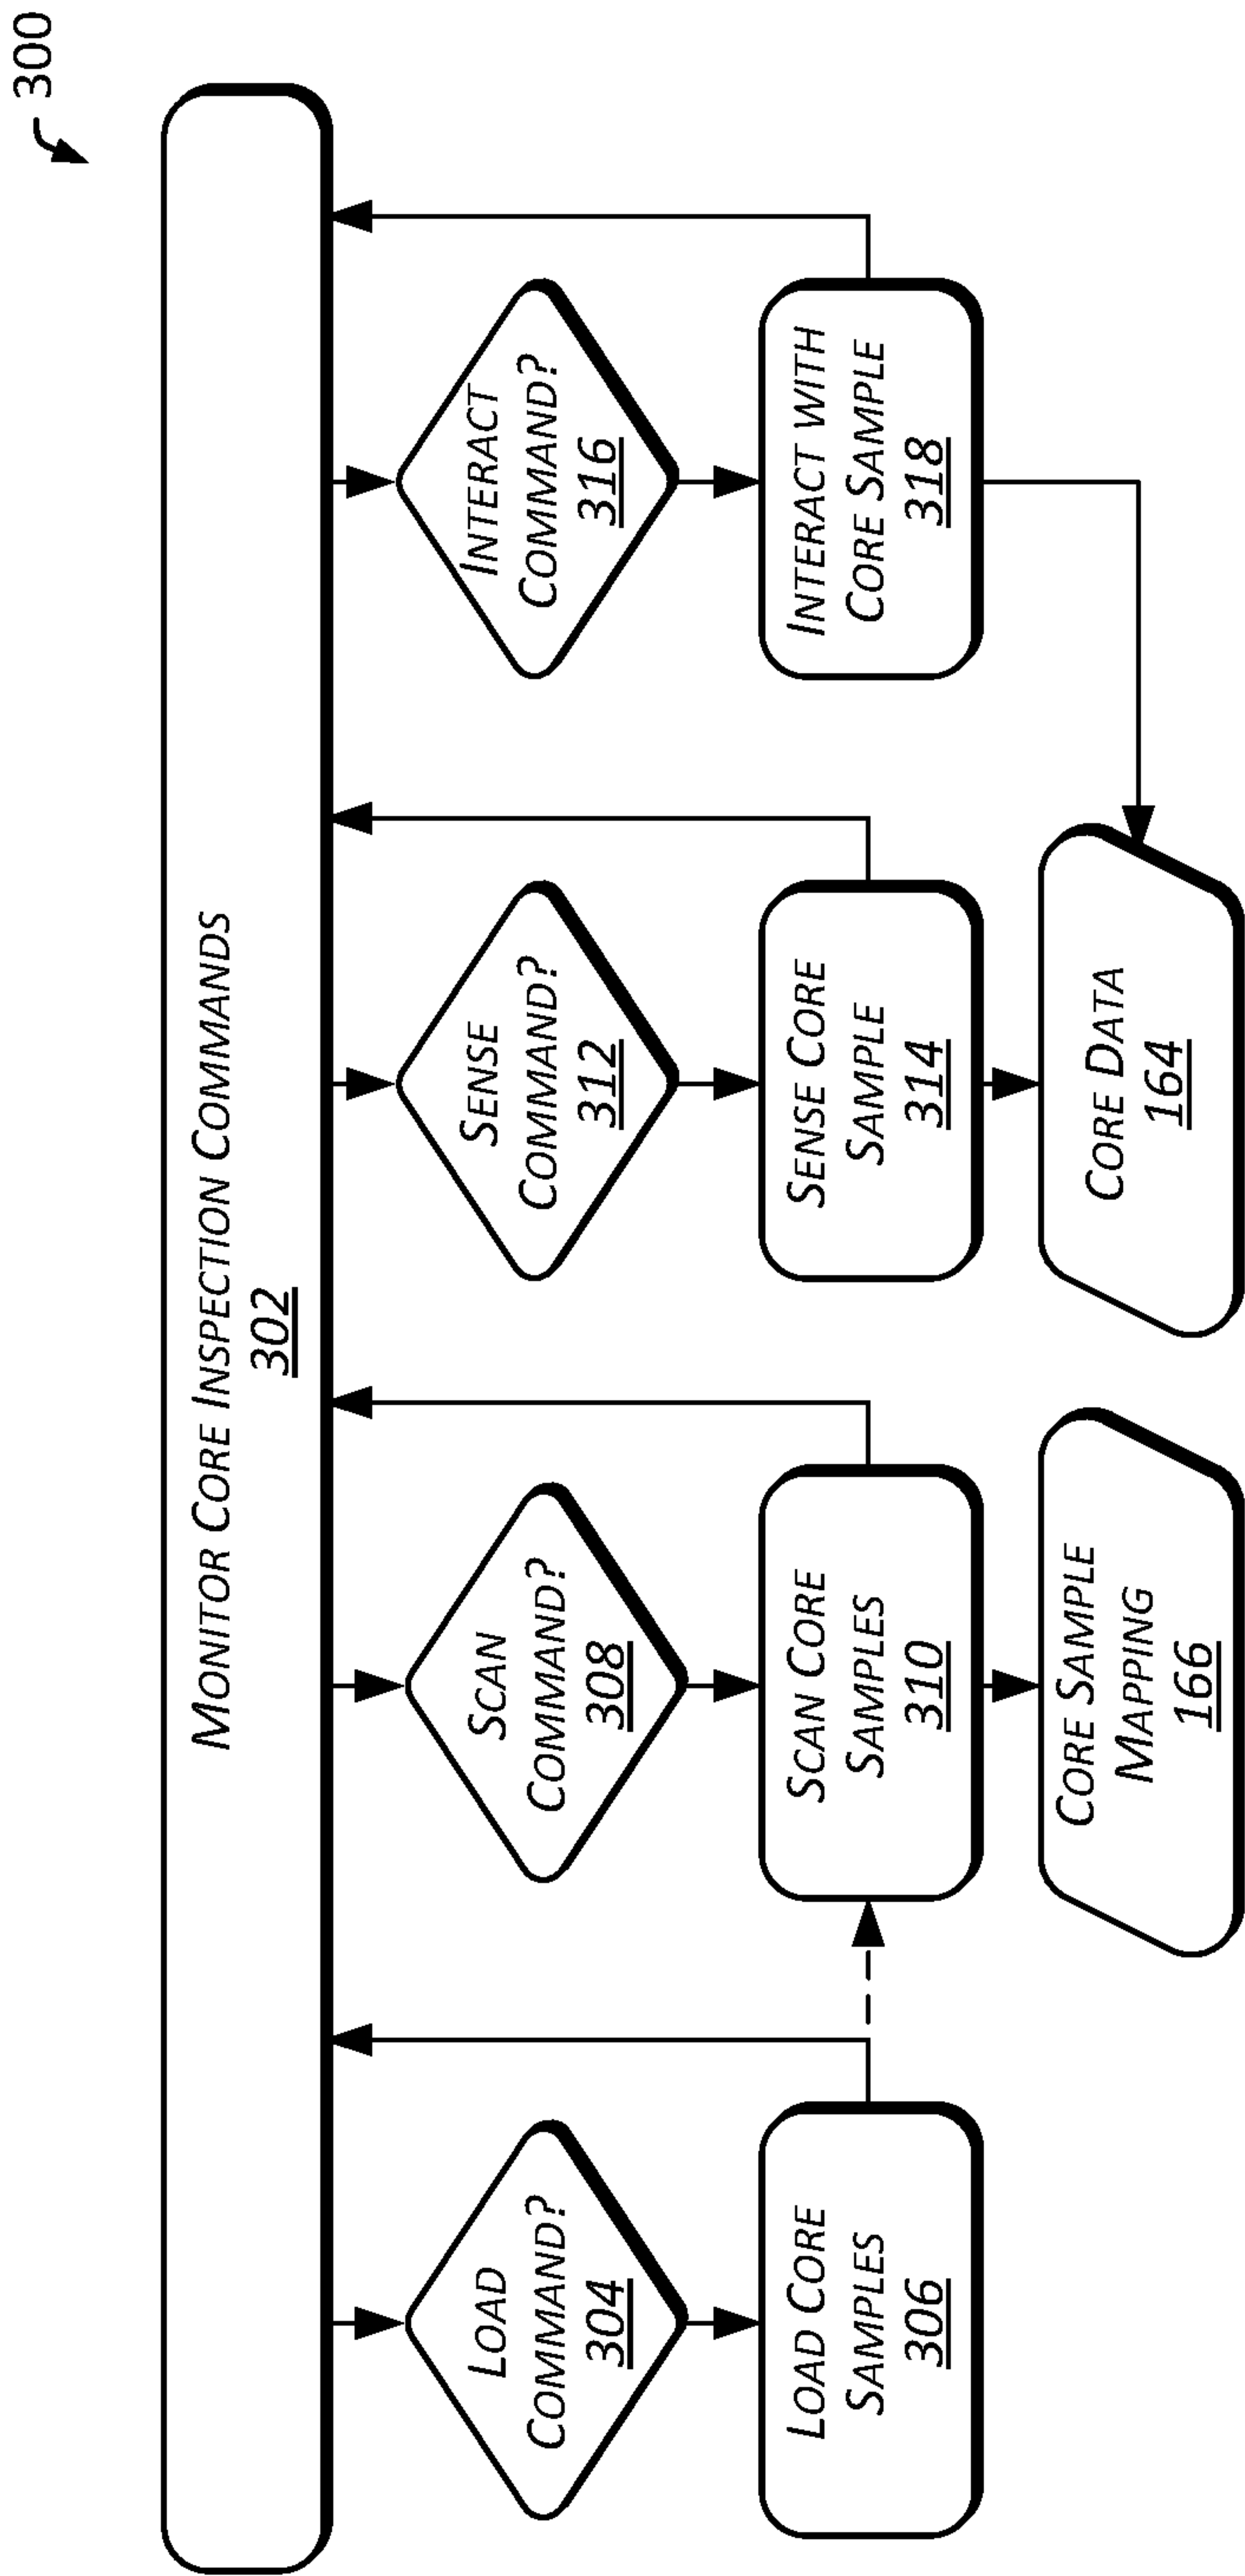 300
MONITOR CORE INSPECTION COMMANDS
302
LOAD
COMMAND?
304
SCAN
COMMAND?
308
SENSE
COMMAND?
312
INTERACT
COMMAND?
316
LOAD CORE
SAMPLES
306
SCAN CORE
SAMPLES
310
SENSE CORE
SAMPLE
314
INTERACT WITH
CORE SAMPLE
318
CORE SAMPLE
MAPPING
166
CORE DATA
164